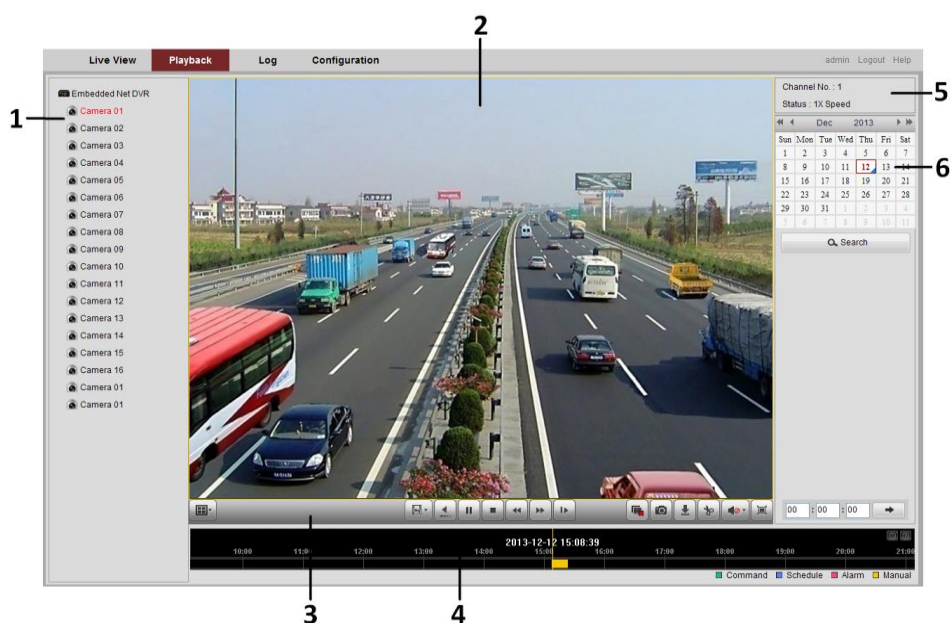 2
Live View Playback Log Configuration
admin Logout Help
Embedded Net DVR
1
Camera 01
Camera 02
Camera 03
Camera 04
Camera 05
Camera 06
Camera 07
Camera 08
Camera 09
Camera 10
Camera 11
Camera 12
Camera 13
Camera 14
Camera 15
Camera 16
Camera 01
Camera 01
Channel No. : 1
5
Status : 1X Speed
Dec 2013
Sun Mon Tue Wed Thu Fri Sat
1 2 3 4 5 6 7
8 9 10 11 12 13 14
6
15 16 17 18 19 20 21
22 23 24 25 26 27 28
29 30 31 1 2 3 4
5 6 7 8 9 10 11
Search
00 : 00 : 00
2013-12-12 15:08:39
10:00 11:00 12:00 13:00 14:00 15:00 16:00 17:00 18:00 19:00 20:00 21:00
Command Schedule Alarm Manual
3
4